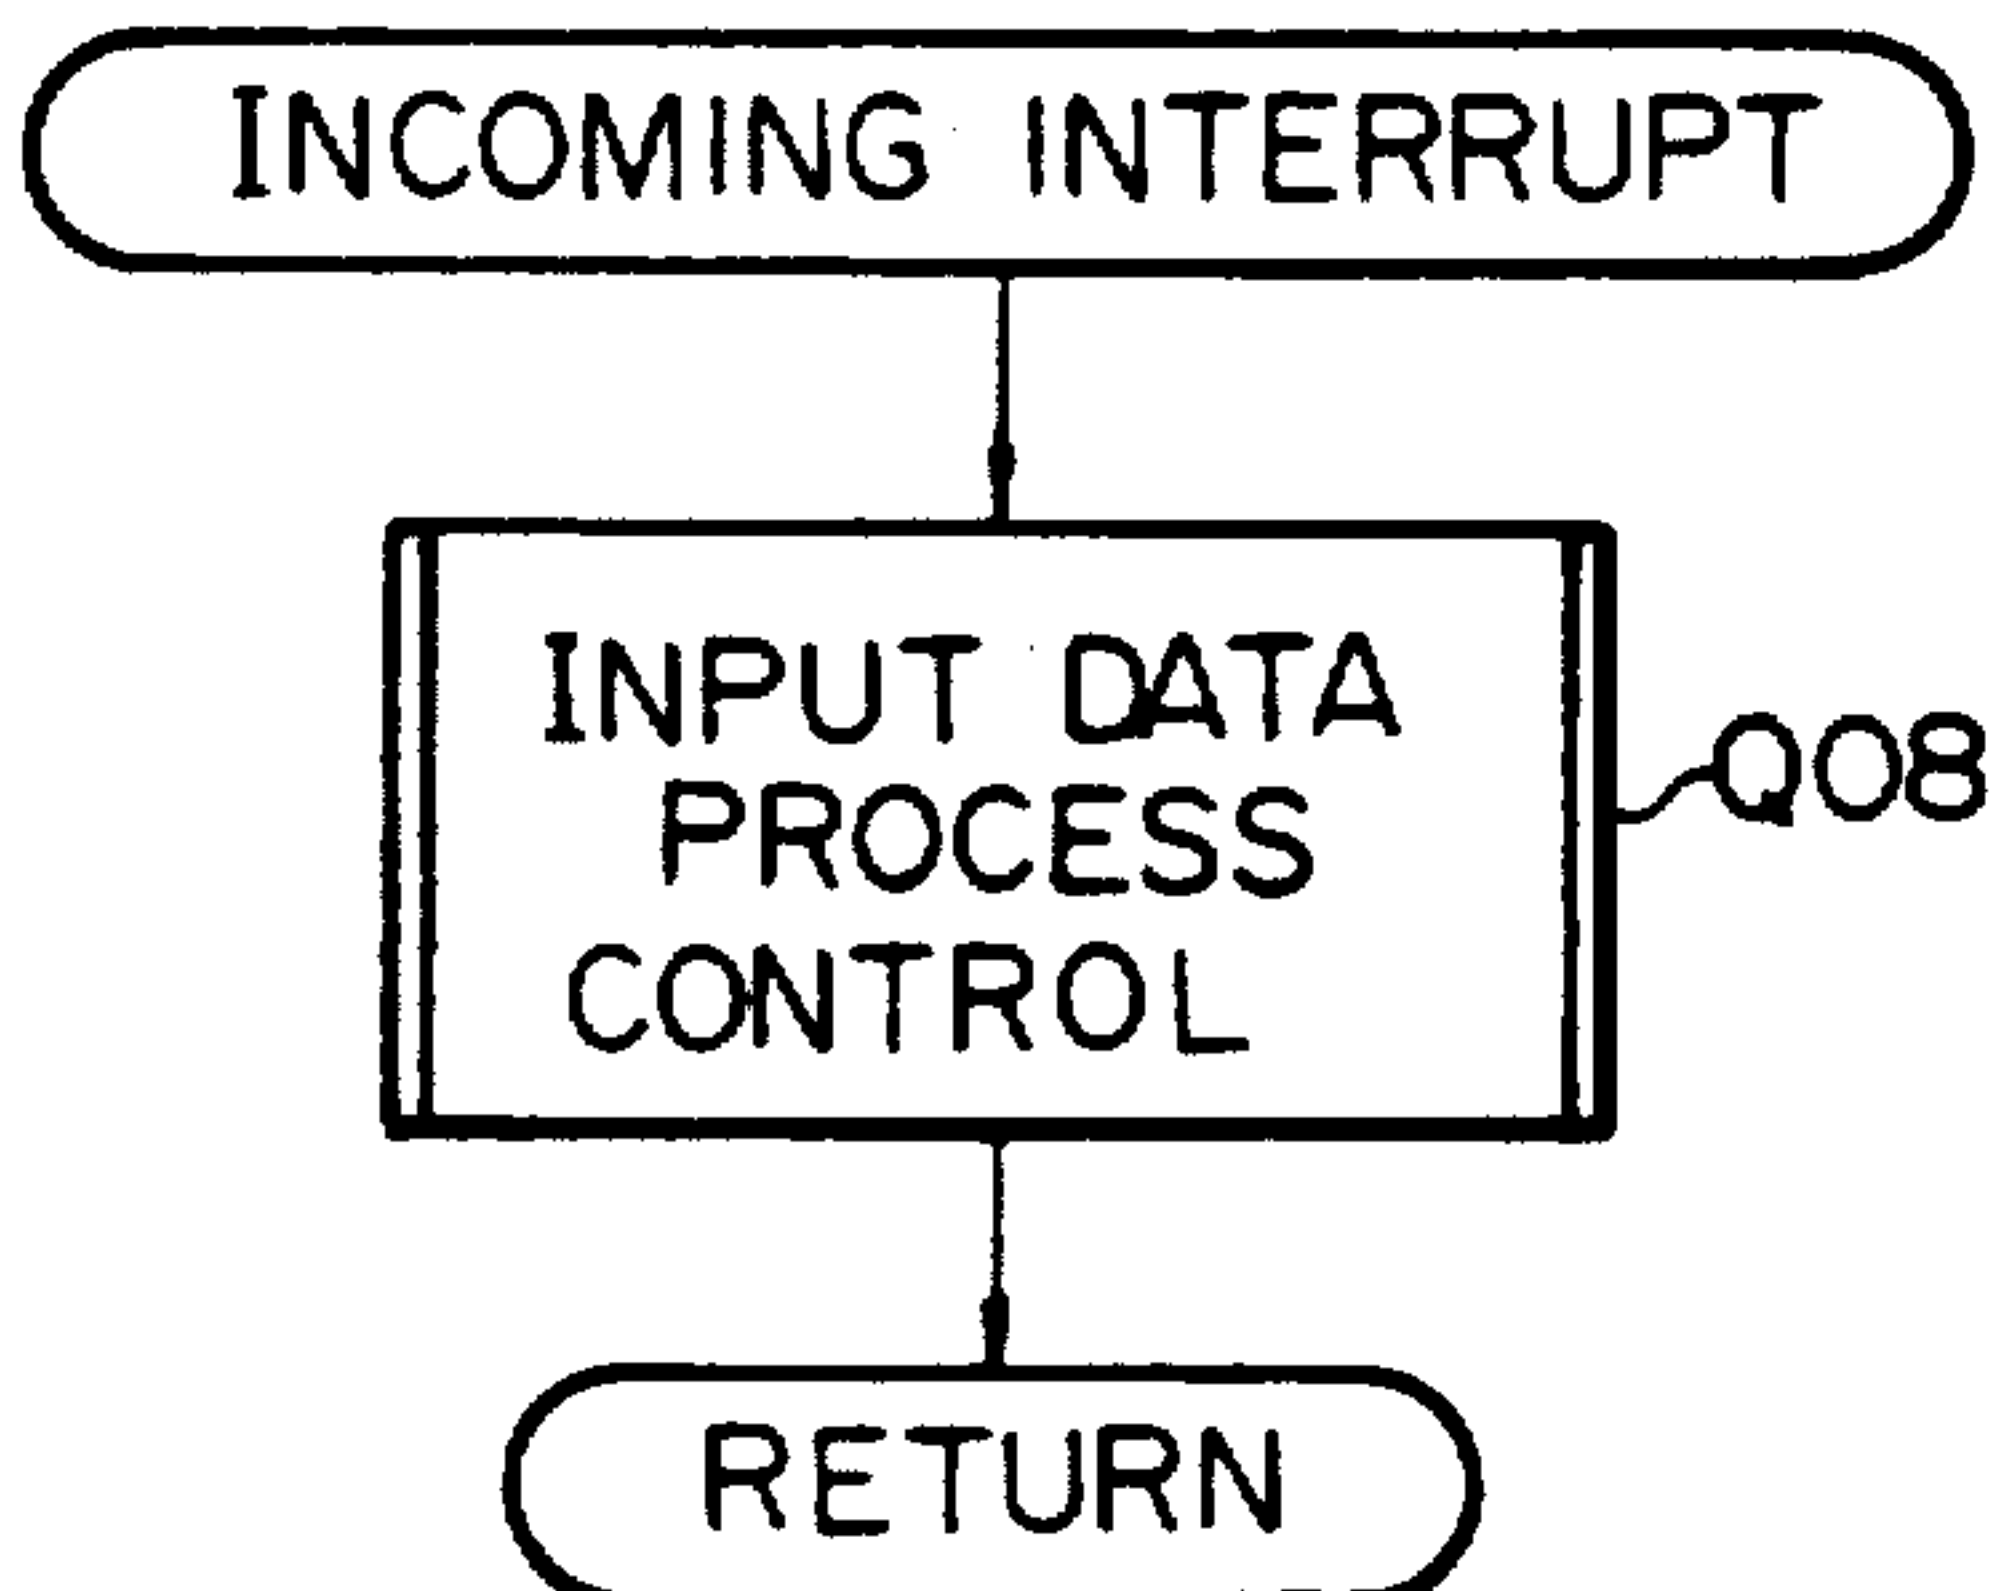 INCOMING INTERRUPT
INPUT DATA
PROCESS
CONTROL
Q08
RETURN